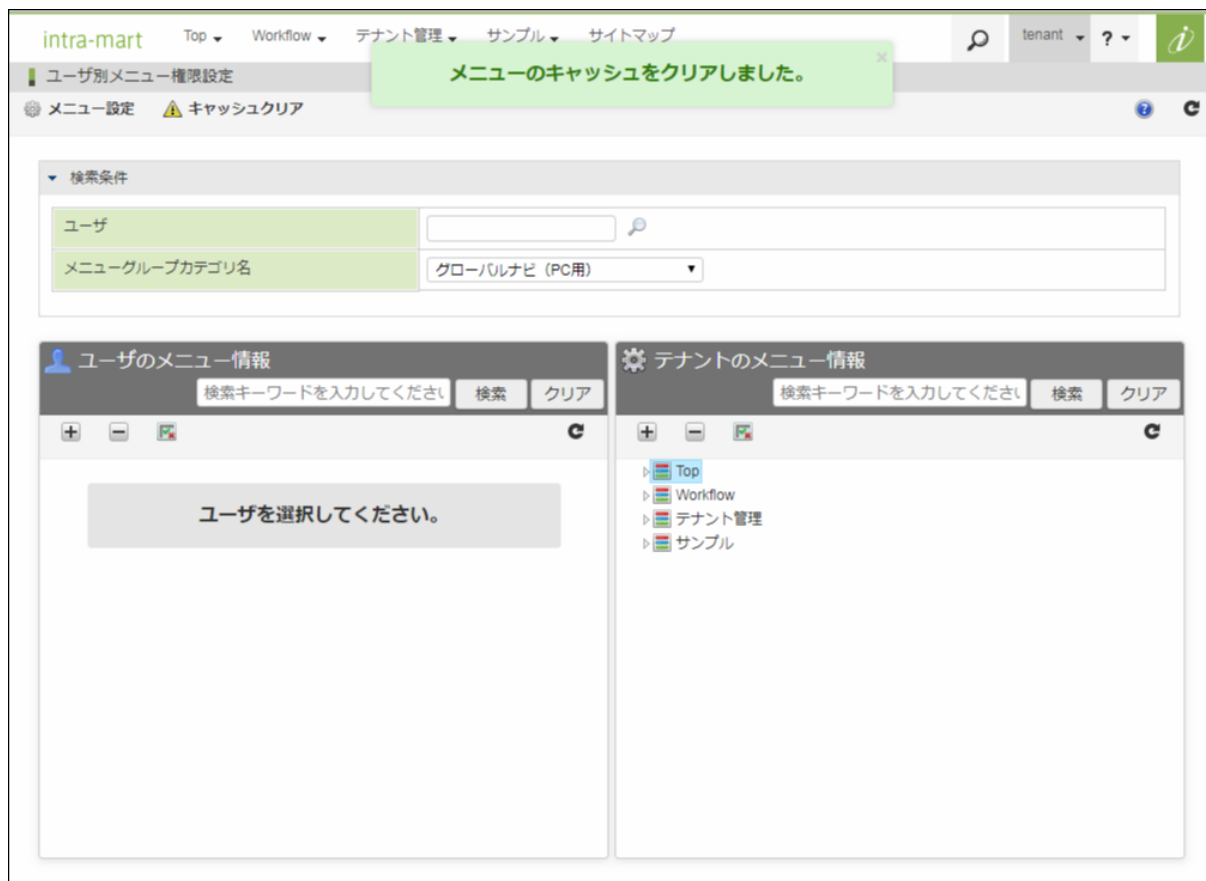 intra-mart Top Workflow テナント管理 サンプル サイトマップ tenant ?
メニューのキャッシュをクリアしました。 ×
ユーザ別メニュー権限設定
メニュー設定 キャッシュクリア
検索条件
ユーザ
メニューグループカテゴリ名 グローバルナビ（PC用）
ユーザのメニュー情報
検索キーワードを入力してくださ 検索 クリア
ユーザを選択してください。
テナントのメニュー情報
検索キーワードを入力してくださ 検索 クリア
Top
Workflow
テナント管理
サンプル